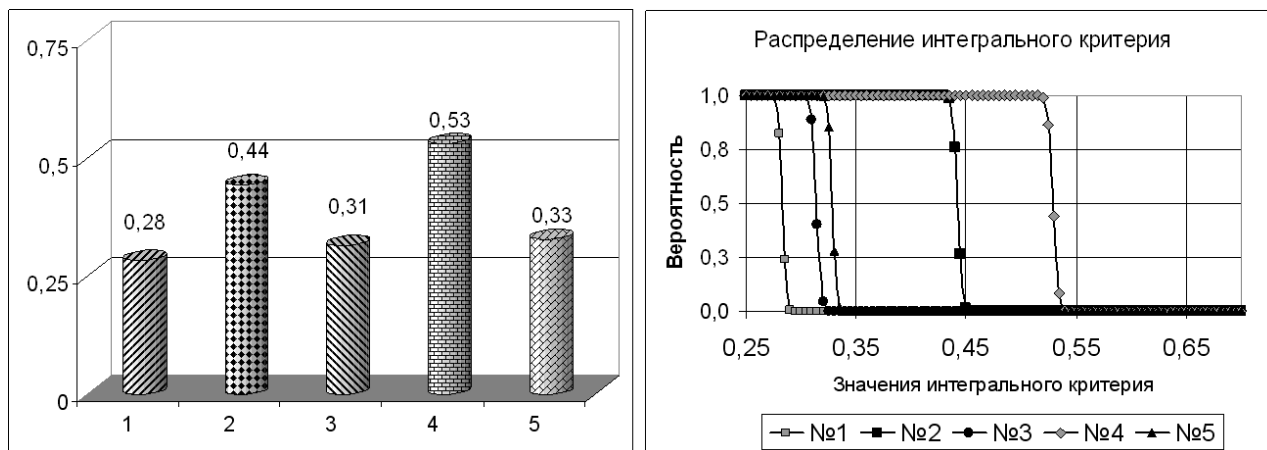 0,75
0,5
0,25
0
0,28
0,44
0,31
0,53
0,33
1 2 3 4 5
Распределение интегрального критерия
Вероятность
1,0
0,8
0,5
0,3
0,0
0,25 0,35 0,45 0,55 0,65
Значения интегрального критерия
№1 №2 №3 №4 №5